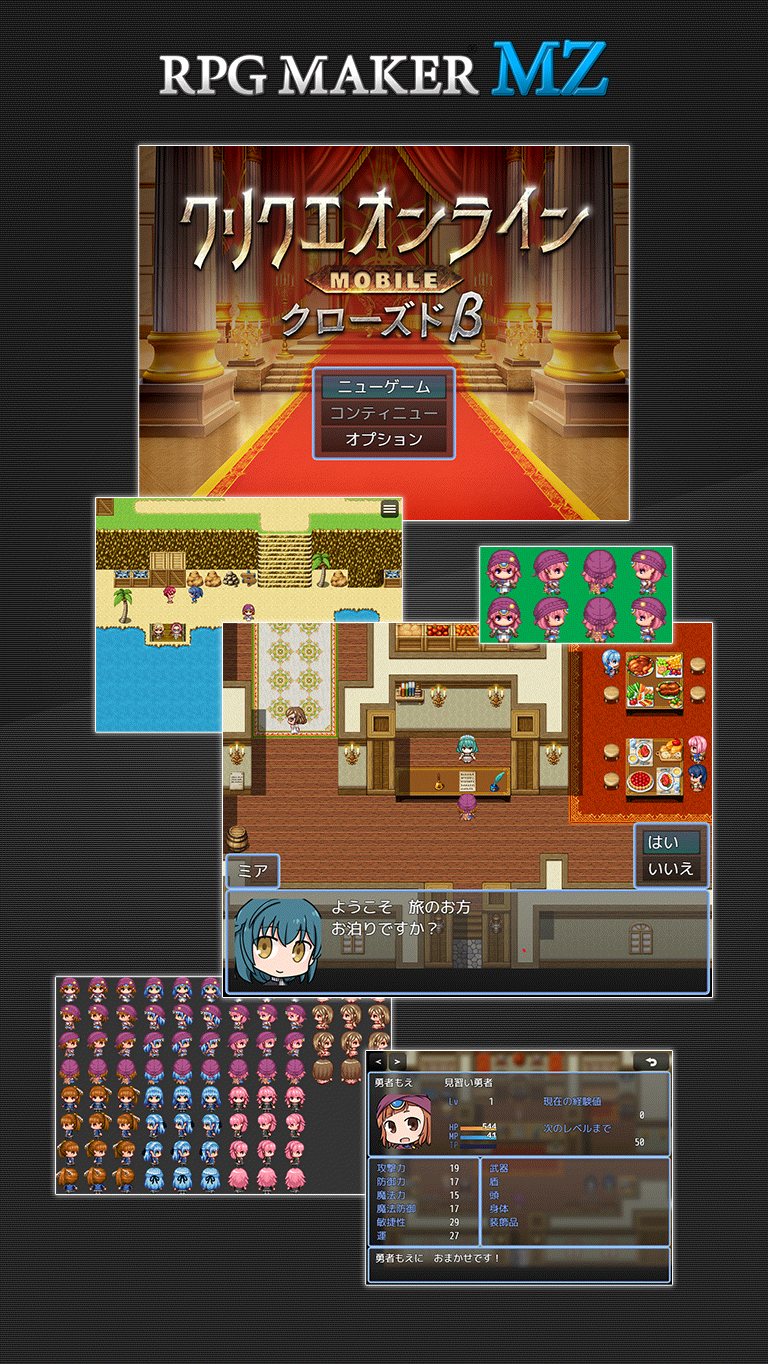 RPG MAKER MZ
クリクエオンライン
MOBILE
クローズドβ
ニューゲーム
コンティニュー
オプション
はい
いいえ
ミア
ようこそ　旅のお方
お泊りですか？
勇者もえ　見習い勇者
Lv 1 現在の経験値
0
HP 544
MP 41 次のレベルまで
TP
50
攻撃力 19 武器
防御力 17 盾
魔法力 15 頭
魔法防御 17 身体
敏捷性 29 装飾品
運 27
勇者もえに　おまかせです！